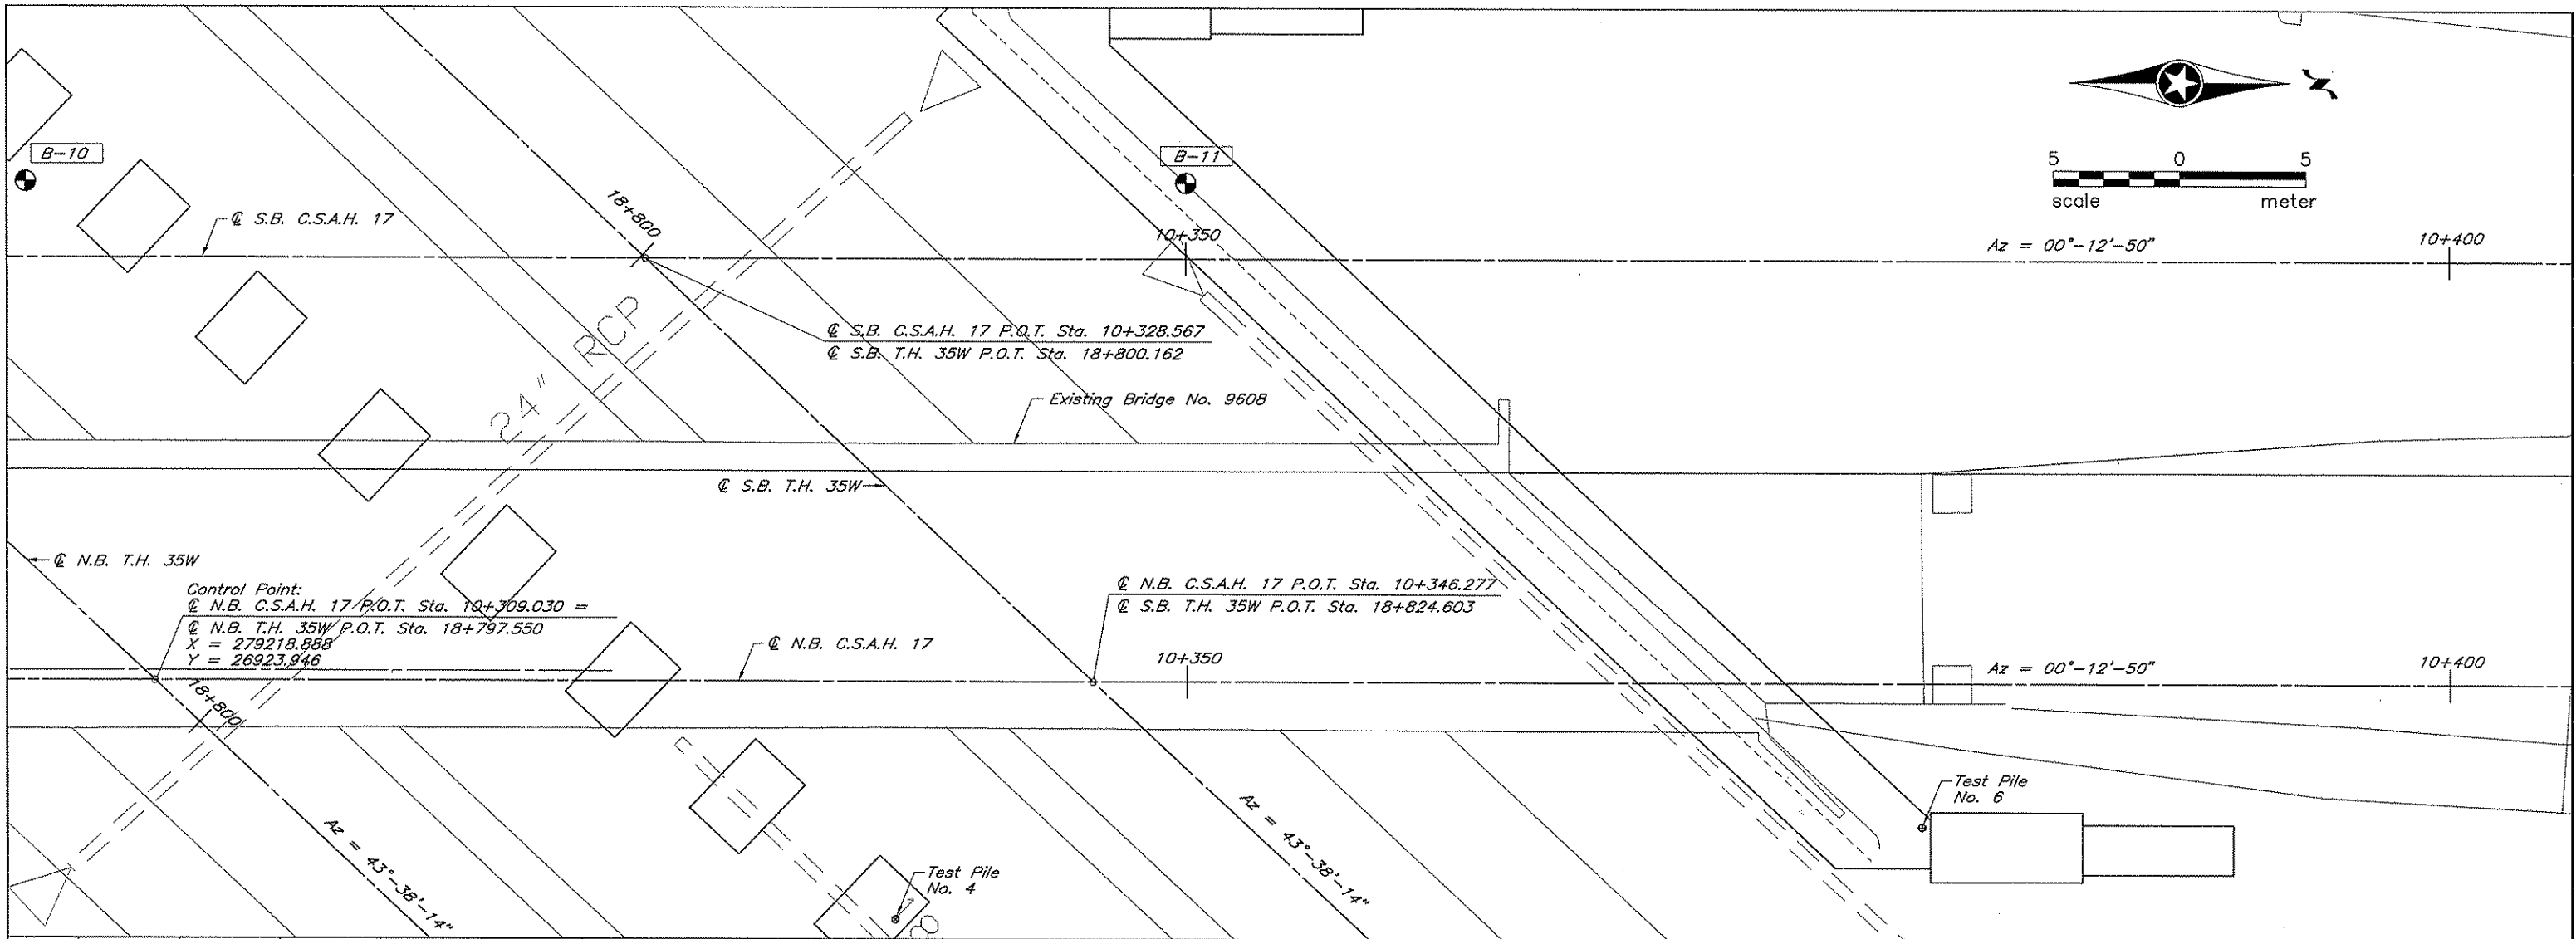 B-10
B-11
5 0 5
scale meter
18+800
℄ S.B. C.S.A.H. 17
10+350
Az = 00°-12'-50"
10+400
24" RCP
℄ S.B. C.S.A.H. 17 P.O.T. Sta. 10+328.567
℄ S.B. T.H. 35W P.O.T. Sta. 18+800.162
Existing Bridge No. 9608
℄ S.B. T.H. 35W
℄ N.B. T.H. 35W
Control Point:
℄ N.B. C.S.A.H. 17 P.O.T. Sta. 10+309.030 =
℄ N.B. T.H. 35W P.O.T. Sta. 18+797.550
X = 279218.888
Y = 26923.946
℄ N.B. C.S.A.H. 17 P.O.T. Sta. 10+346.277
℄ S.B. T.H. 35W P.O.T. Sta. 18+824.603
℄ N.B. C.S.A.H. 17
10+350
Az = 00°-12'-50"
10+400
18+800
Az = 43°-38'-14"
Az = 43°-38'-14"
Test Pile
No. 6
Test Pile
No. 4